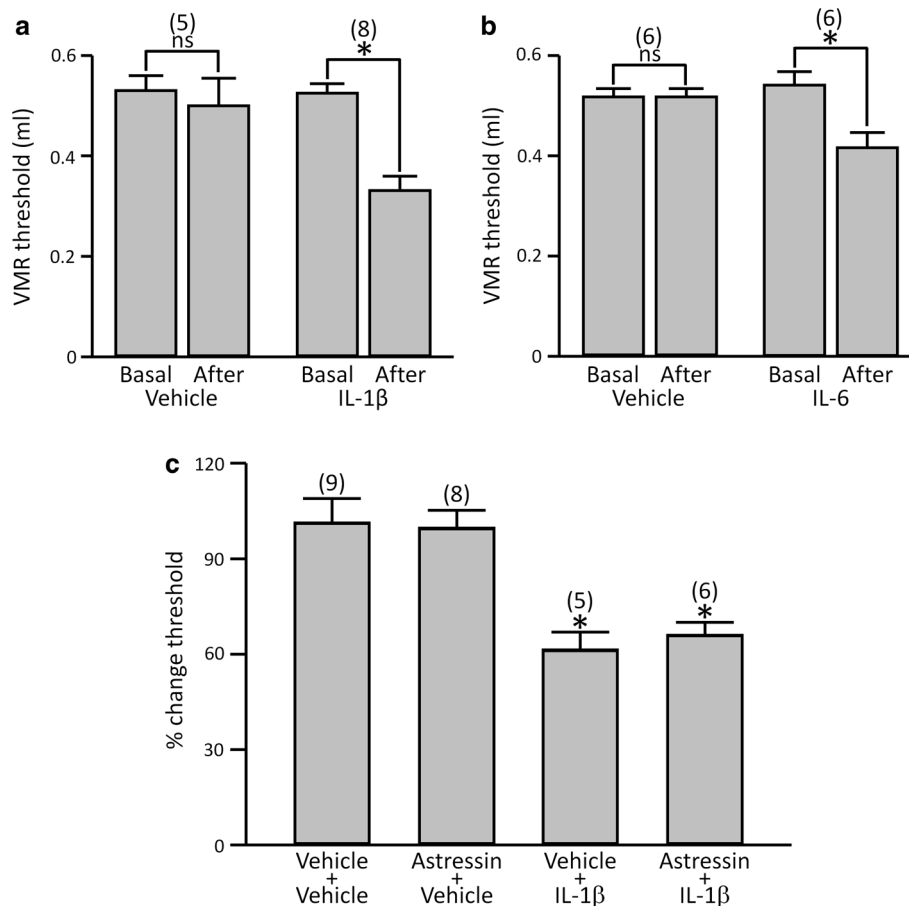 a
(5)
ns
(8)
*
0.6
0.4
0.2
0
VMR threshold (ml)
Basal After
Vehicle
Basal After
IL-1β
b
(6)
ns
(6)
*
0.6
0.4
0.2
0
VMR threshold (ml)
Basal After
Vehicle
Basal After
IL-6
c
120
90
60
30
0
% change threshold
(9)
(8)
(5)
*
(6)
*
Vehicle
+
Vehicle
Astressin
+
Vehicle
Vehicle
+
IL-1β
Astressin
+
IL-1β